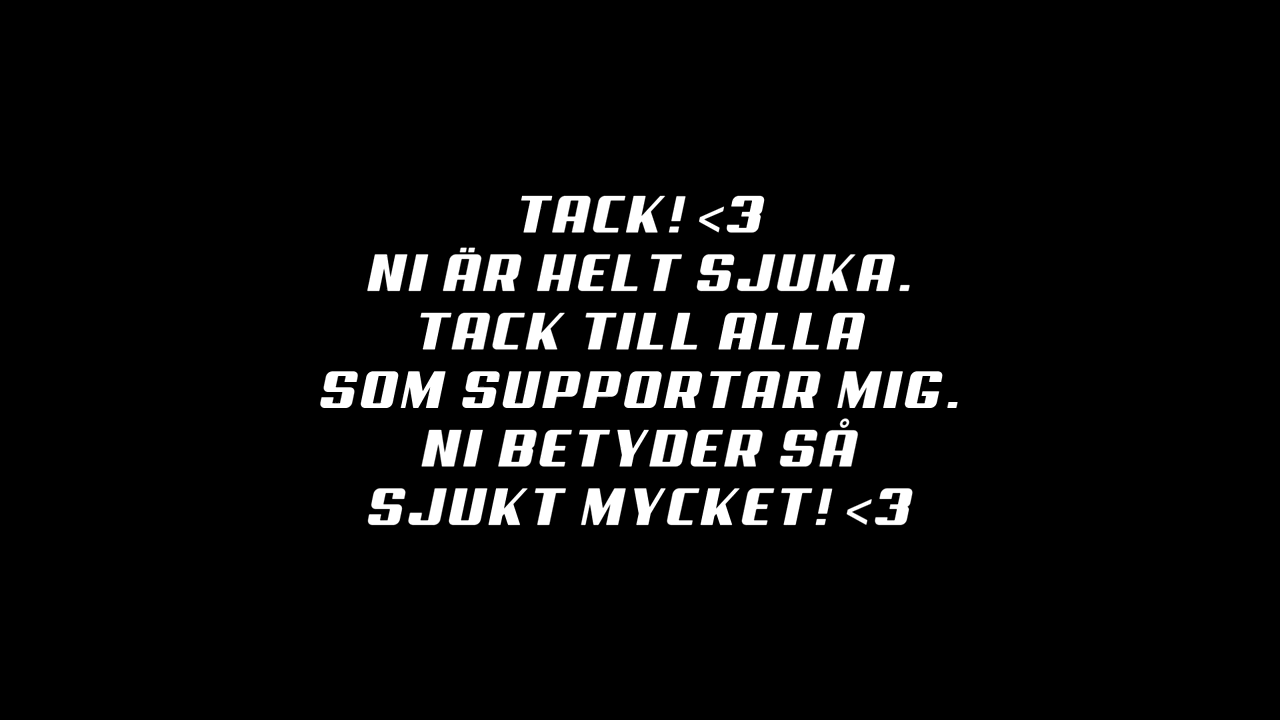 TACK! <3
NI ÄR HELT SJUKA.
TACK TILL ALLA
SOM SUPPORTAR MIG.
NI BETYDER SÅ
SJUKT MYCKET! <3